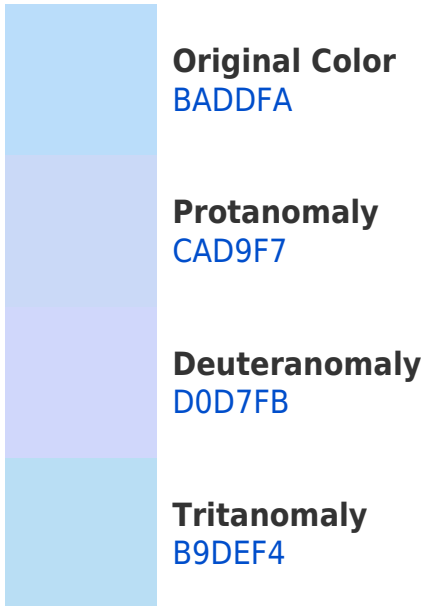 Original Color
BADDFA
Protanomaly
CAD9F7
Deuteranomaly
D0D7FB
Tritanomaly
B9DEF4